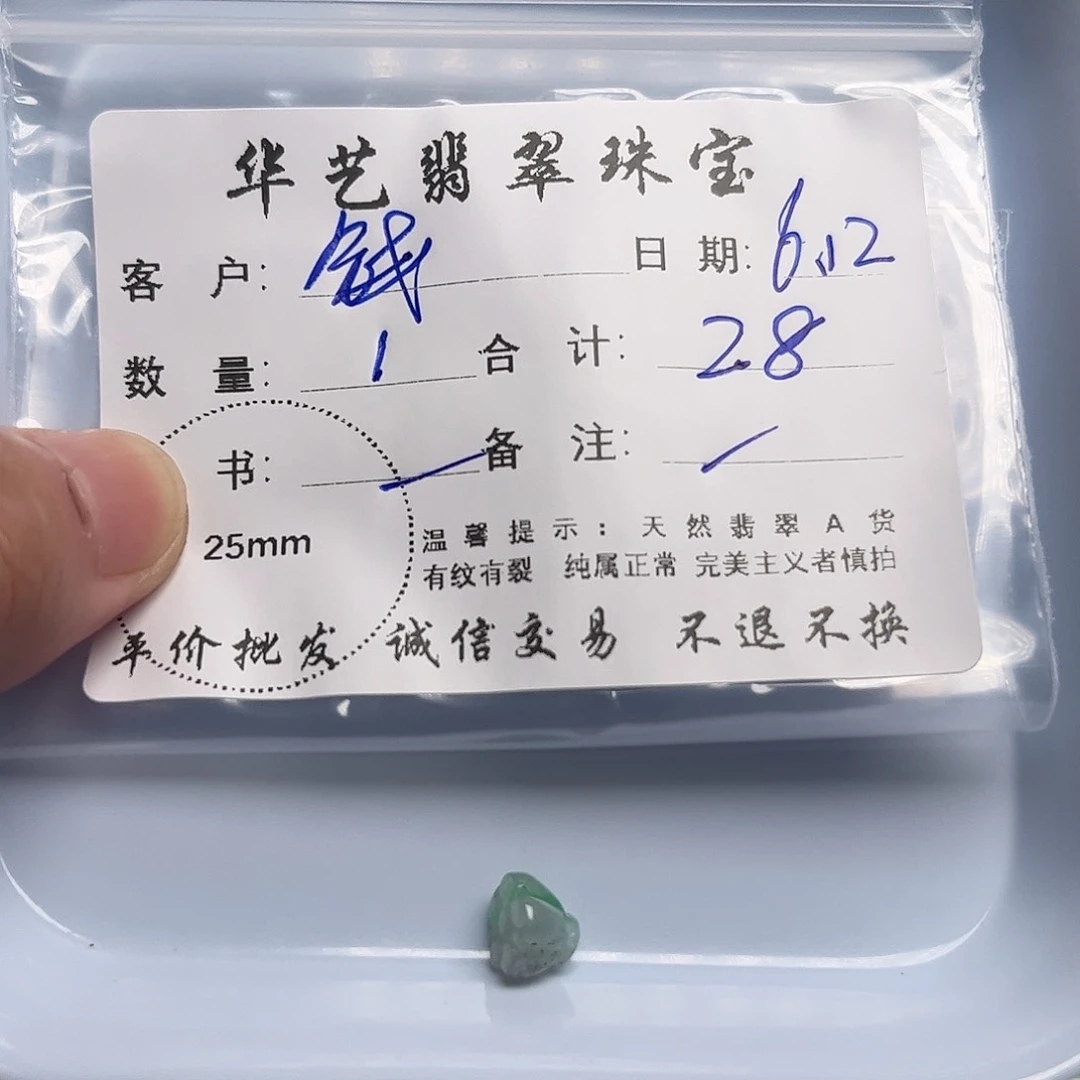 华艺翡翠珠宝
客 户: 钱 日 期: 6.12
数 量: 1 合 计: 28
书: 备 注:
25mm
温馨提示: 天然翡翠A货
有纹有裂 纯属正常 完美主义者慎拍
平价批发 诚信交易 不退不换